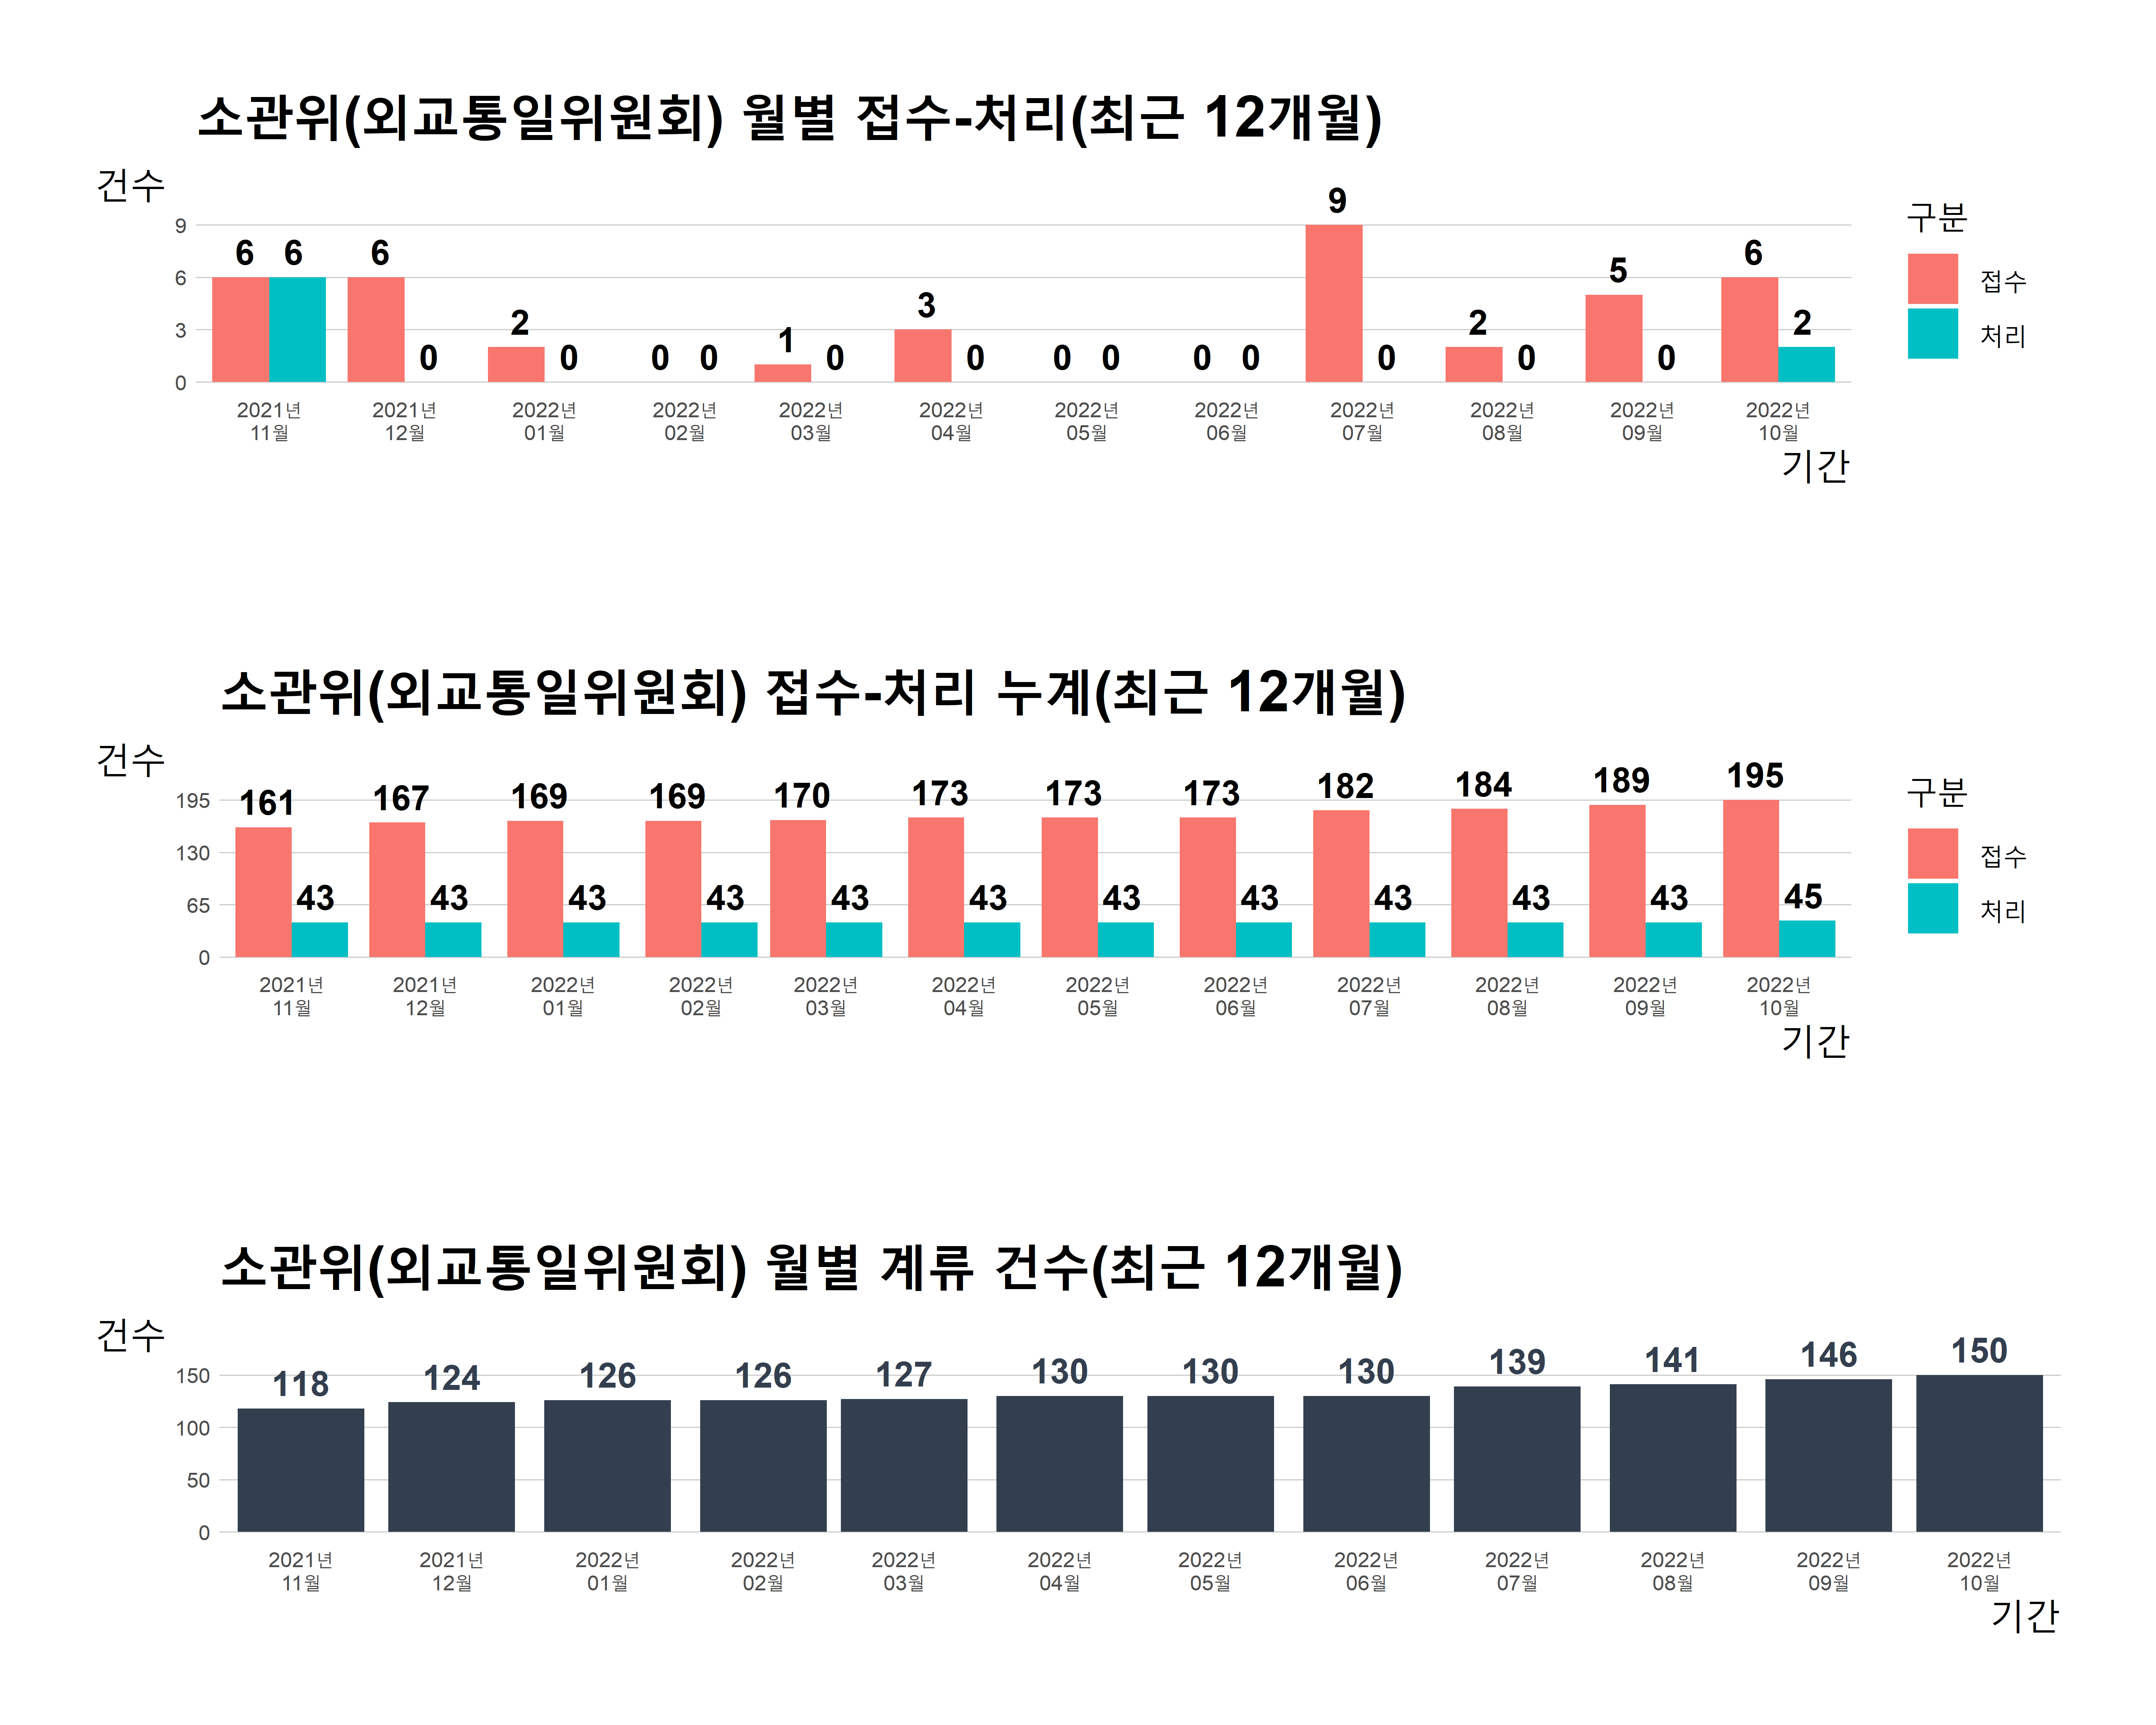 소관위(외교통일위원회) 월별 접수-처리(최근 12개월)
건수
9
6
3
0
6 6 6 0 2 0 0 0 1 0 3 0 0 0 0 0 9 0 2 0 5 0 6 2
2021년 2021년 2022년 2022년 2022년 2022년 2022년 2022년 2022년 2022년 2022년 2022년
11월 12월 01월 02월 03월 04월 05월 06월 07월 08월 09월 10월
기간
구분
접수
처리
소관위(외교통일위원회) 접수-처리 누계(최근 12개월)
건수
195
130
65
0
161 167 169 169 170 173 173 173 182 184 189 195
43 43 43 43 43 43 43 43 43 43 43 45
2021년 2021년 2022년 2022년 2022년 2022년 2022년 2022년 2022년 2022년 2022년 2022년
11월 12월 01월 02월 03월 04월 05월 06월 07월 08월 09월 10월
기간
구분
접수
처리
소관위(외교통일위원회) 월별 계류 건수(최근 12개월)
건수
150
100
50
0
118 124 126 126 127 130 130 130 139 141 146 150
2021년 2021년 2022년 2022년 2022년 2022년 2022년 2022년 2022년 2022년 2022년 2022년
11월 12월 01월 02월 03월 04월 05월 06월 07월 08월 09월 10월
기간